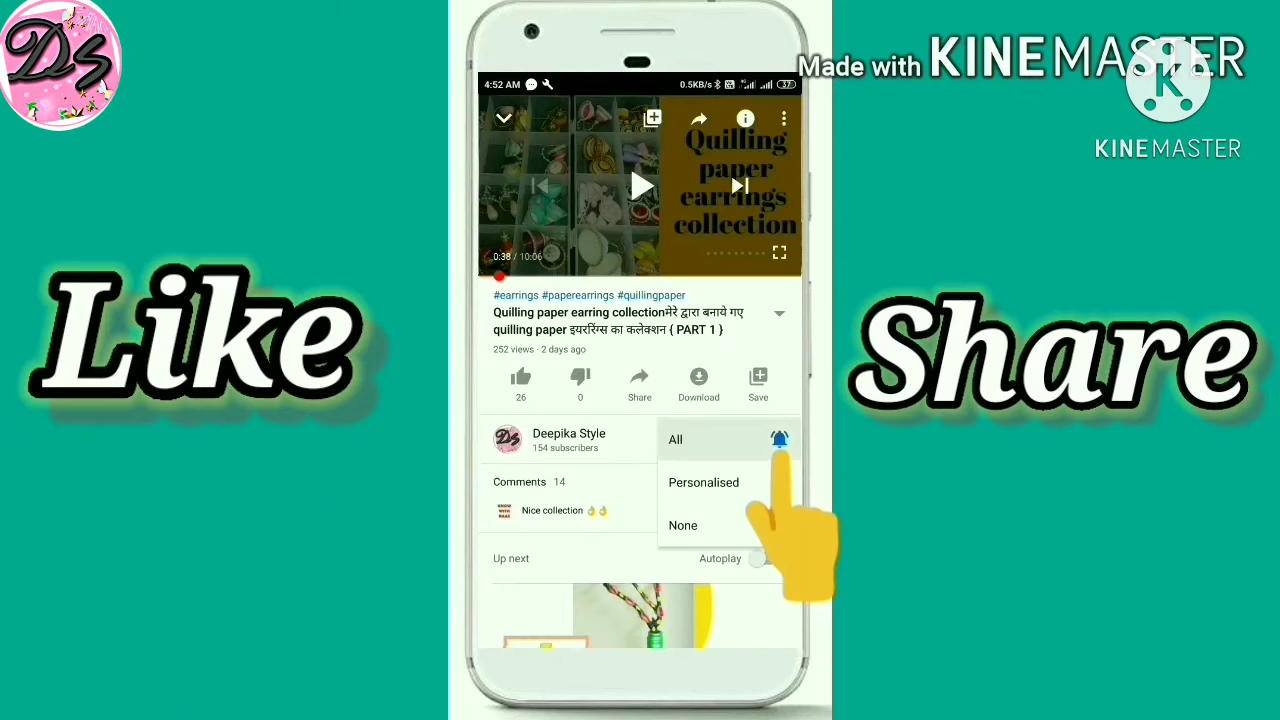 Ds
Made with KINEMASTER
K
KINEMASTER
4:52 AM
0.5KB/s
37
Quilling
paper
earrings
collection
0:38 / 10:06
#earrings #paperearrings #quillingpaper
Quilling paper earring collectionमेरे द्वारा बनाये गए
quilling paper इयररिंग्स का कलेक्शन { PART 1 }
252 views · 2 days ago
26
0
Share
Download
Save
Like
Share
Ds
Deepika Style
154 subscribers
All
Personalised
None
Comments 14
Nice collection 👌👌
Up next
Autoplay